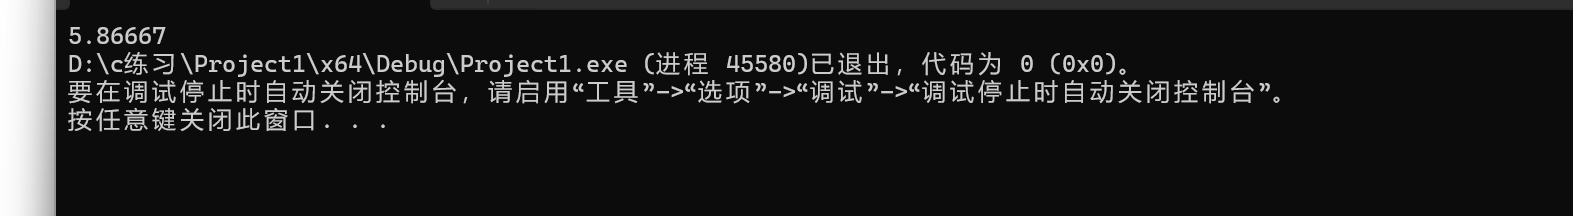 5.86667
D:\c练习\Project1\x64\Debug\Project1.exe (进程 45580)已退出，代码为 0 (0x0)。
要在调试停止时自动关闭控制台，请启用“工具”->“选项”->“调试”->“调试停止时自动关闭控制台”。
按任意键关闭此窗口. . .